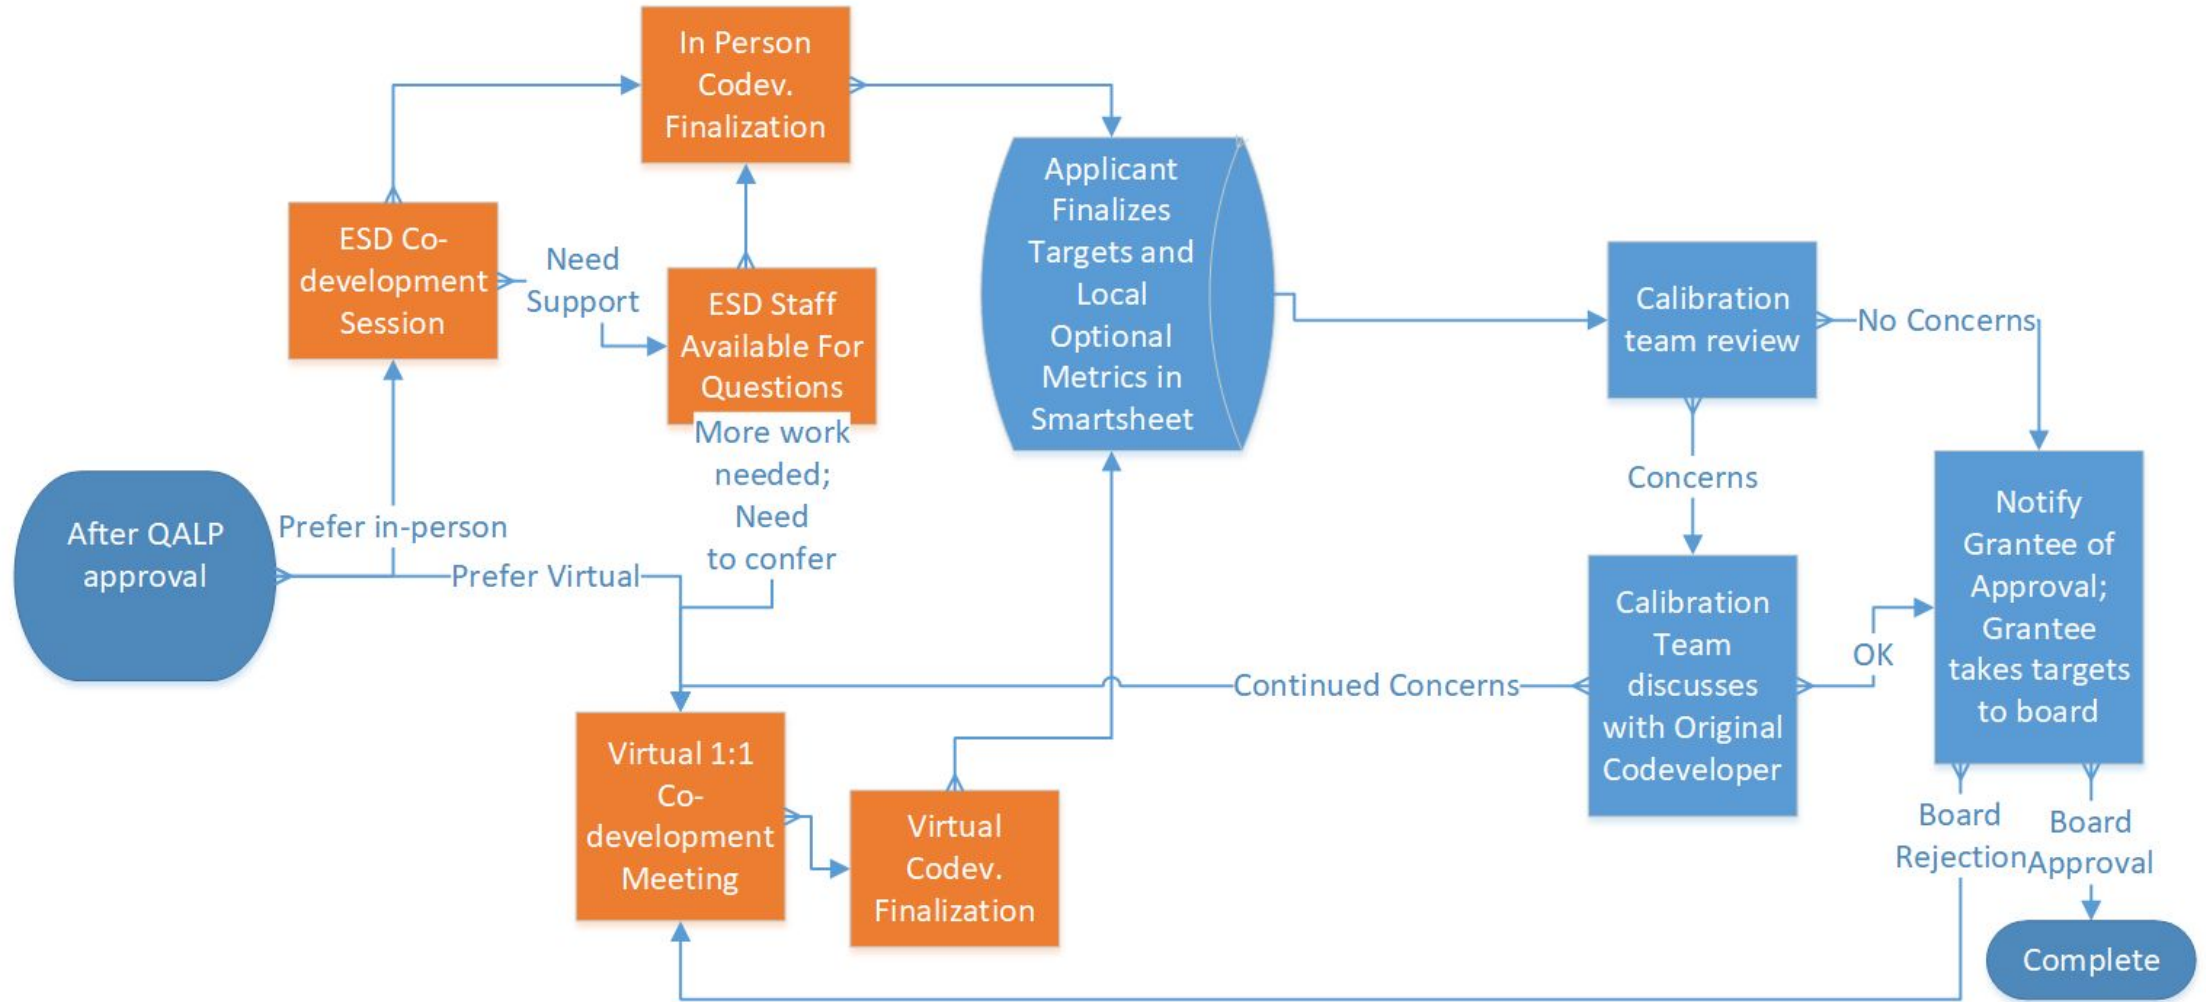 In Person
Codev.
Finalization
Applicant
Finalizes
Targets and
Local
Optional
Metrics in
Smartsheet
ESD Co-
development
Session
Need
Support
ESD Staff
Available For
Questions
More work
needed;
Need
to confer
Calibration
team review
No Concerns
Concerns
After QALP
approval
Prefer in-person
Prefer Virtual
Notify
Grantee of
Approval;
Grantee
takes targets
to board
Calibration
Team
discusses
with Original
Codeveloper
OK
Continued Concerns
Virtual 1:1
Co-
development
Meeting
Virtual
Codev.
Finalization
Board
Rejection
Board
Approval
Complete